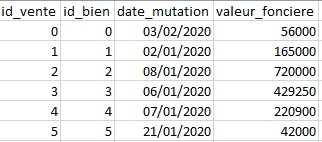 id_vente id_bien date_mutation valeur_fonciere
0 0 03/02/2020 56000
1 1 02/01/2020 165000
2 2 08/01/2020 720000
3 3 06/01/2020 429250
4 4 07/01/2020 220900
5 5 21/01/2020 42000